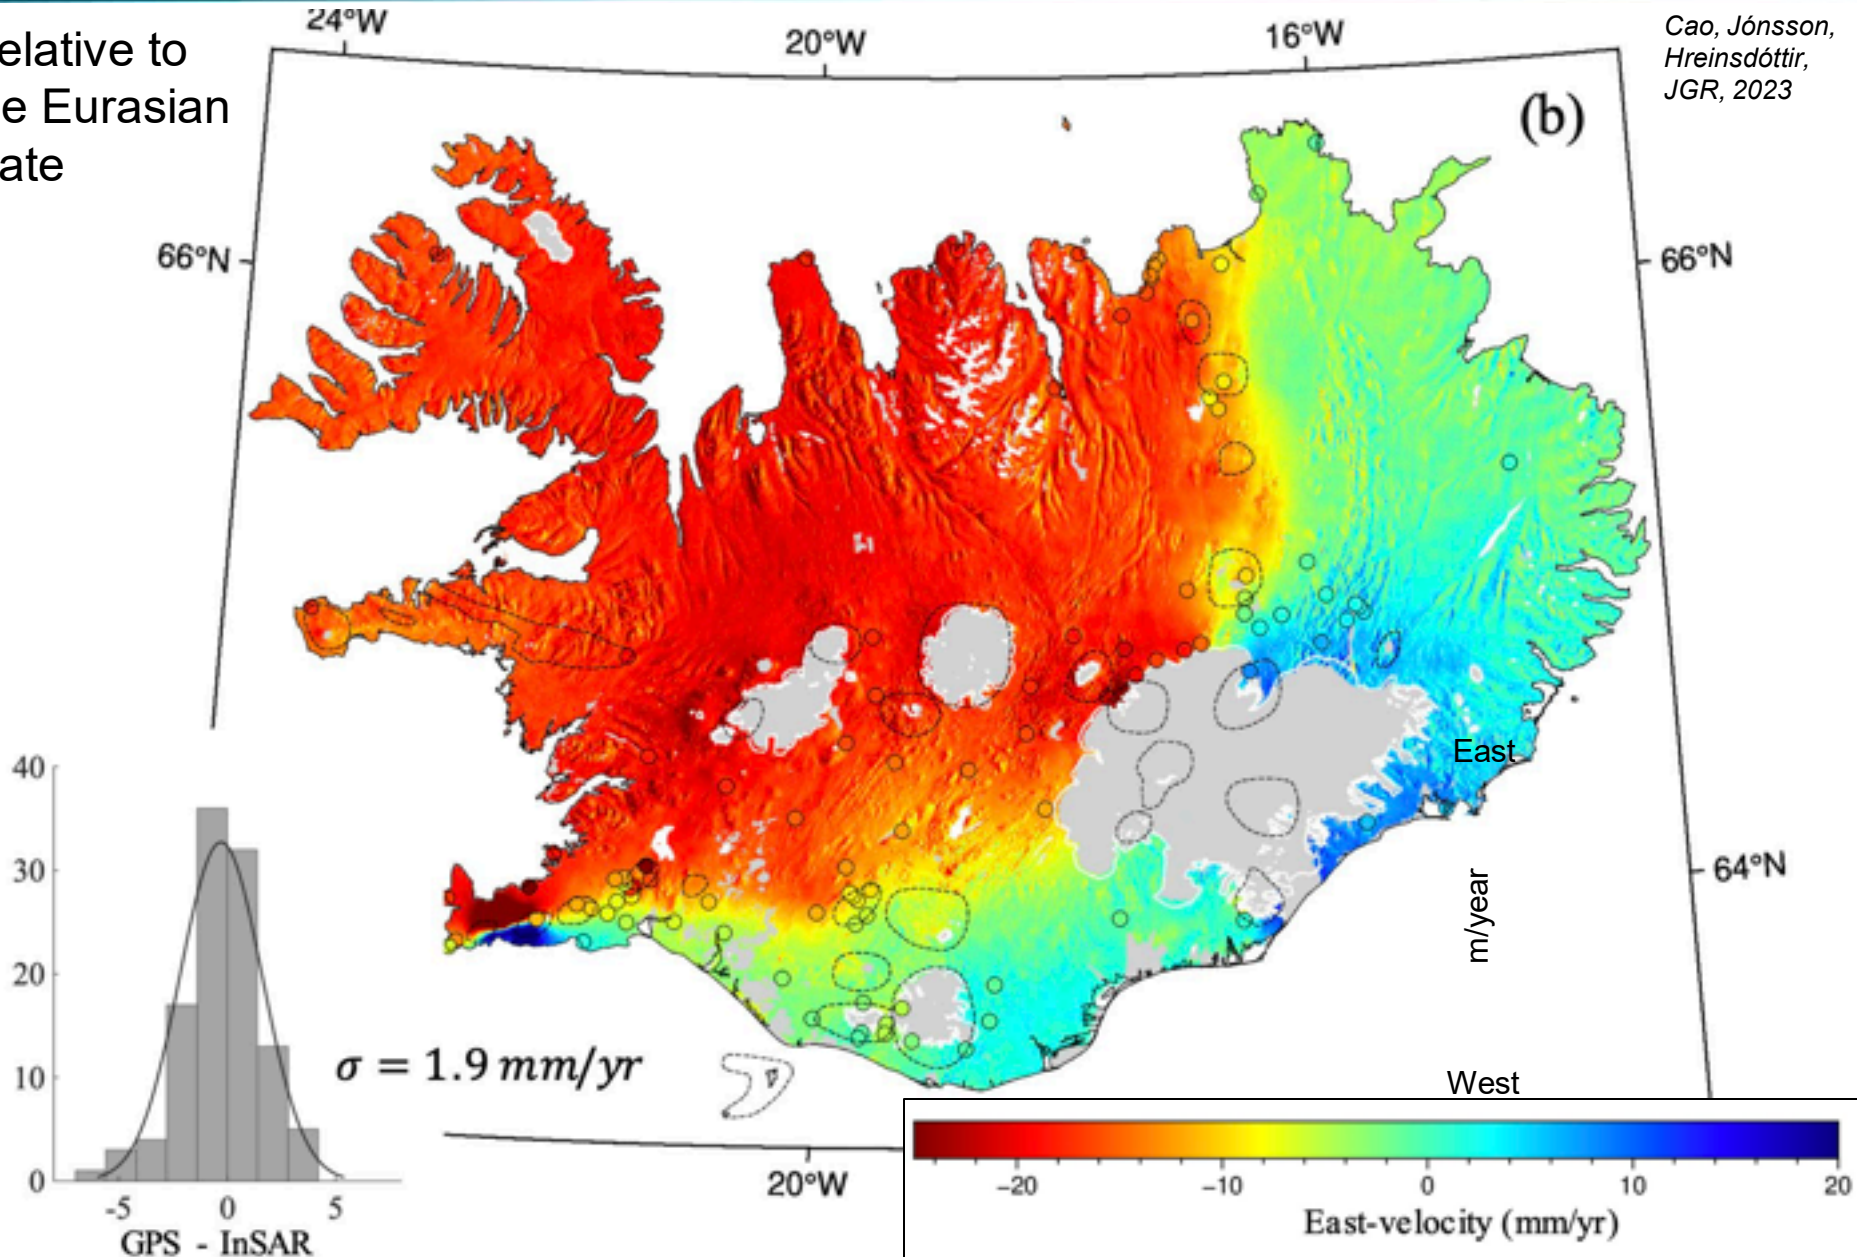 elative to
e Eurasian
ate
24°W
20°W
16°W
Cao, Jónsson,
Hreinsdóttir,
JGR, 2023
(b)
66°N
66°N
East
64°N
m/year
West
40
30
20
10
0
-5
0
5
GPS - InSAR
σ = 1.9 mm/yr
20°W
−20
−10
0
10
20
East-velocity (mm/yr)